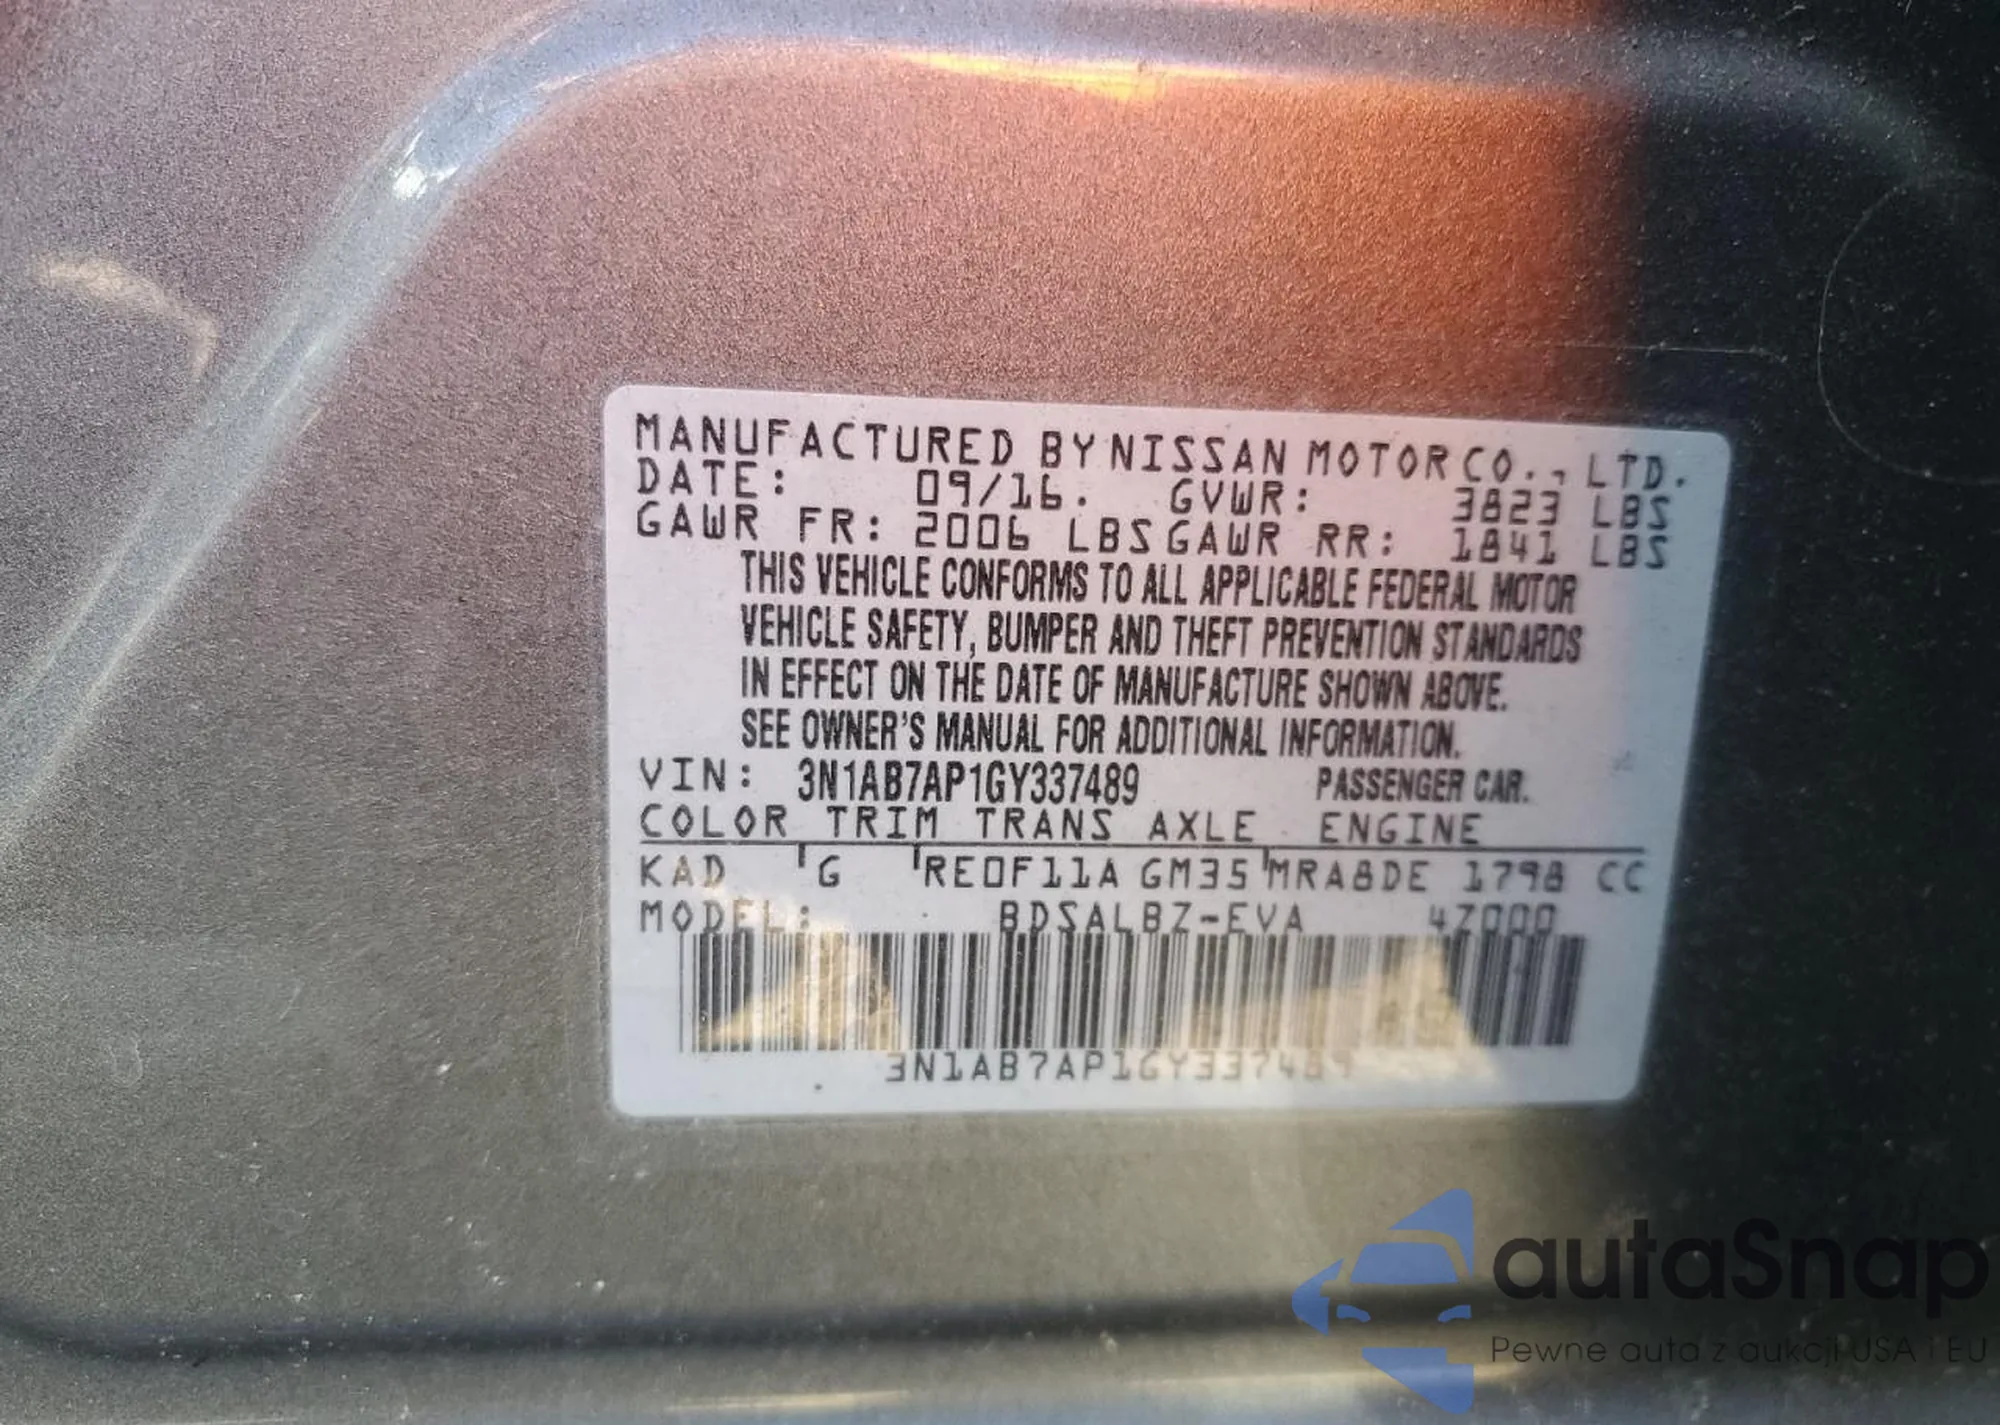 MANUFACTURED BY NISSAN MOTOR CO., LTD.
DATE: 09/16. GVWR: 3823 LBS
GAWR FR: 2006 LBS GAWR RR: 1841 LBS
THIS VEHICLE CONFORMS TO ALL APPLICABLE FEDERAL MOTOR
VEHICLE SAFETY, BUMPER AND THEFT PREVENTION STANDARDS
IN EFFECT ON THE DATE OF MANUFACTURE SHOWN ABOVE.
SEE OWNER'S MANUAL FOR ADDITIONAL INFORMATION.
VIN: 3N1AB7AP1GY337489 PASSENGER CAR.
COLOR TRIM TRANS AXLE ENGINE
KAD G RE0F11A GM35 MRA8DE 1798 CC
MODEL: BDSALBZ-EVA 4Z000
3N1AB7AP1GY337489
autaSnap
Pewne auta z aukcji USA i EU